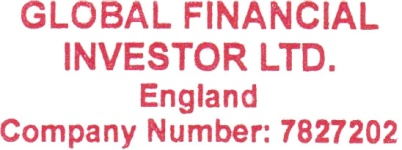 GLOBAL FINANCIAL
INVESTOR LTD.
England
Company Number: 7827202